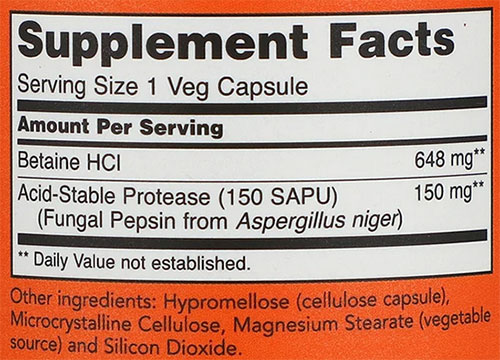 Supplement Facts
Serving Size 1 Veg Capsule
Amount Per Serving
Betaine HCl 648 mg**
Acid-Stable Protease (150 SAPU) 150 mg**
(Fungal Pepsin from Aspergillus niger)
** Daily Value not established.
Other ingredients: Hypromellose (cellulose capsule),
Microcrystalline Cellulose, Magnesium Stearate (vegetable
source) and Silicon Dioxide.